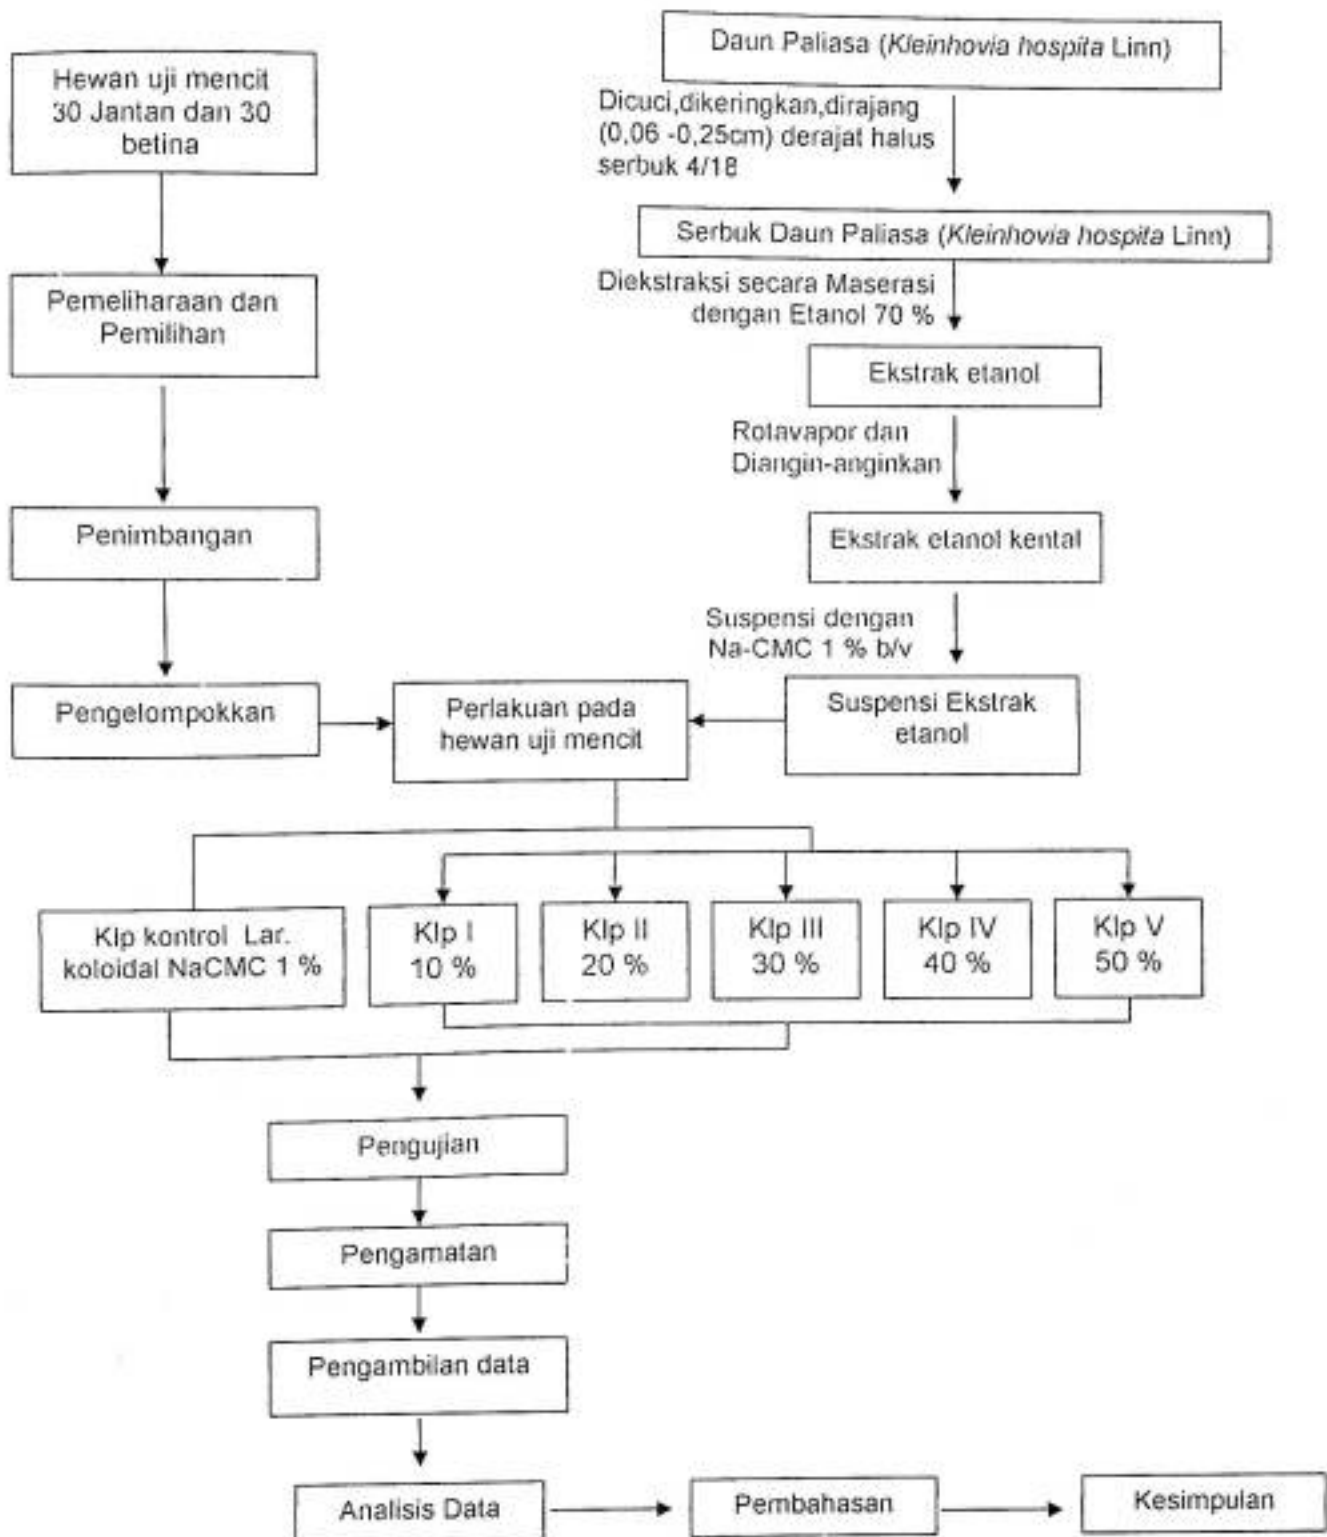 Hewan uji mencit
30 Jantan dan 30
betina
Pemeliharaan dan
Pemilihan
Penimbangan
Pengelompokkan
Daun Paliasa (Kleinhovia hospita Linn)
Dicuci,dikeringkan,dirajang
(0,06 -0,25cm) derajat halus
serbuk 4/18
Serbuk Daun Paliasa (Kleinhovia hospita Linn)
Diekstraksi secara Maserasi
dengan Etanol 70 %
Ekstrak etanol
Rotavapor dan
Diangin-anginkan
Ekstrak etanol kental
Suspensi dengan
Na-CMC 1 % b/v
Suspensi Ekstrak
etanol
Perlakuan pada
hewan uji mencit
Klp kontrol Lar.
koloidal NaCMC 1 %
Klp I
10 %
Klp II
20 %
Klp III
30 %
Klp IV
40 %
Klp V
50 %
Pengujian
Pengamatan
Pengambilan data
Analisis Data
Pembahasan
Kesimpulan